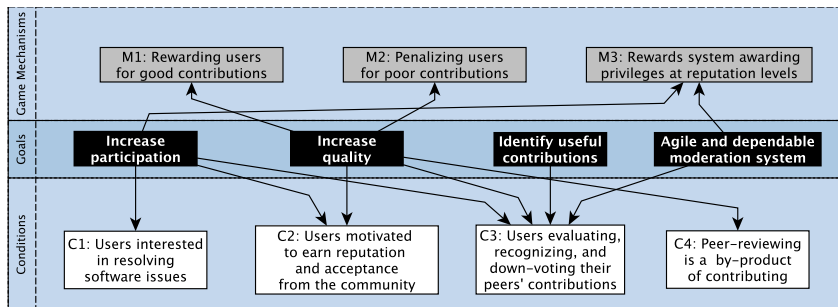 Game Mechanisms
M1: Rewarding users
for good contributions
M2: Penalizing users
for poor contributions
M3: Rewards system awarding
privileges at reputation levels
Goals
Increase
participation
Increase
quality
Identify useful
contributions
Agile and dependable
moderation system
Conditions
C1: Users interested
in resolving
software issues
C2: Users motivated
to earn reputation
and acceptance
from the community
C3: Users evaluating,
recognizing, and
down-voting their
peers' contributions
C4: Peer-reviewing
is a by-product
of contributing